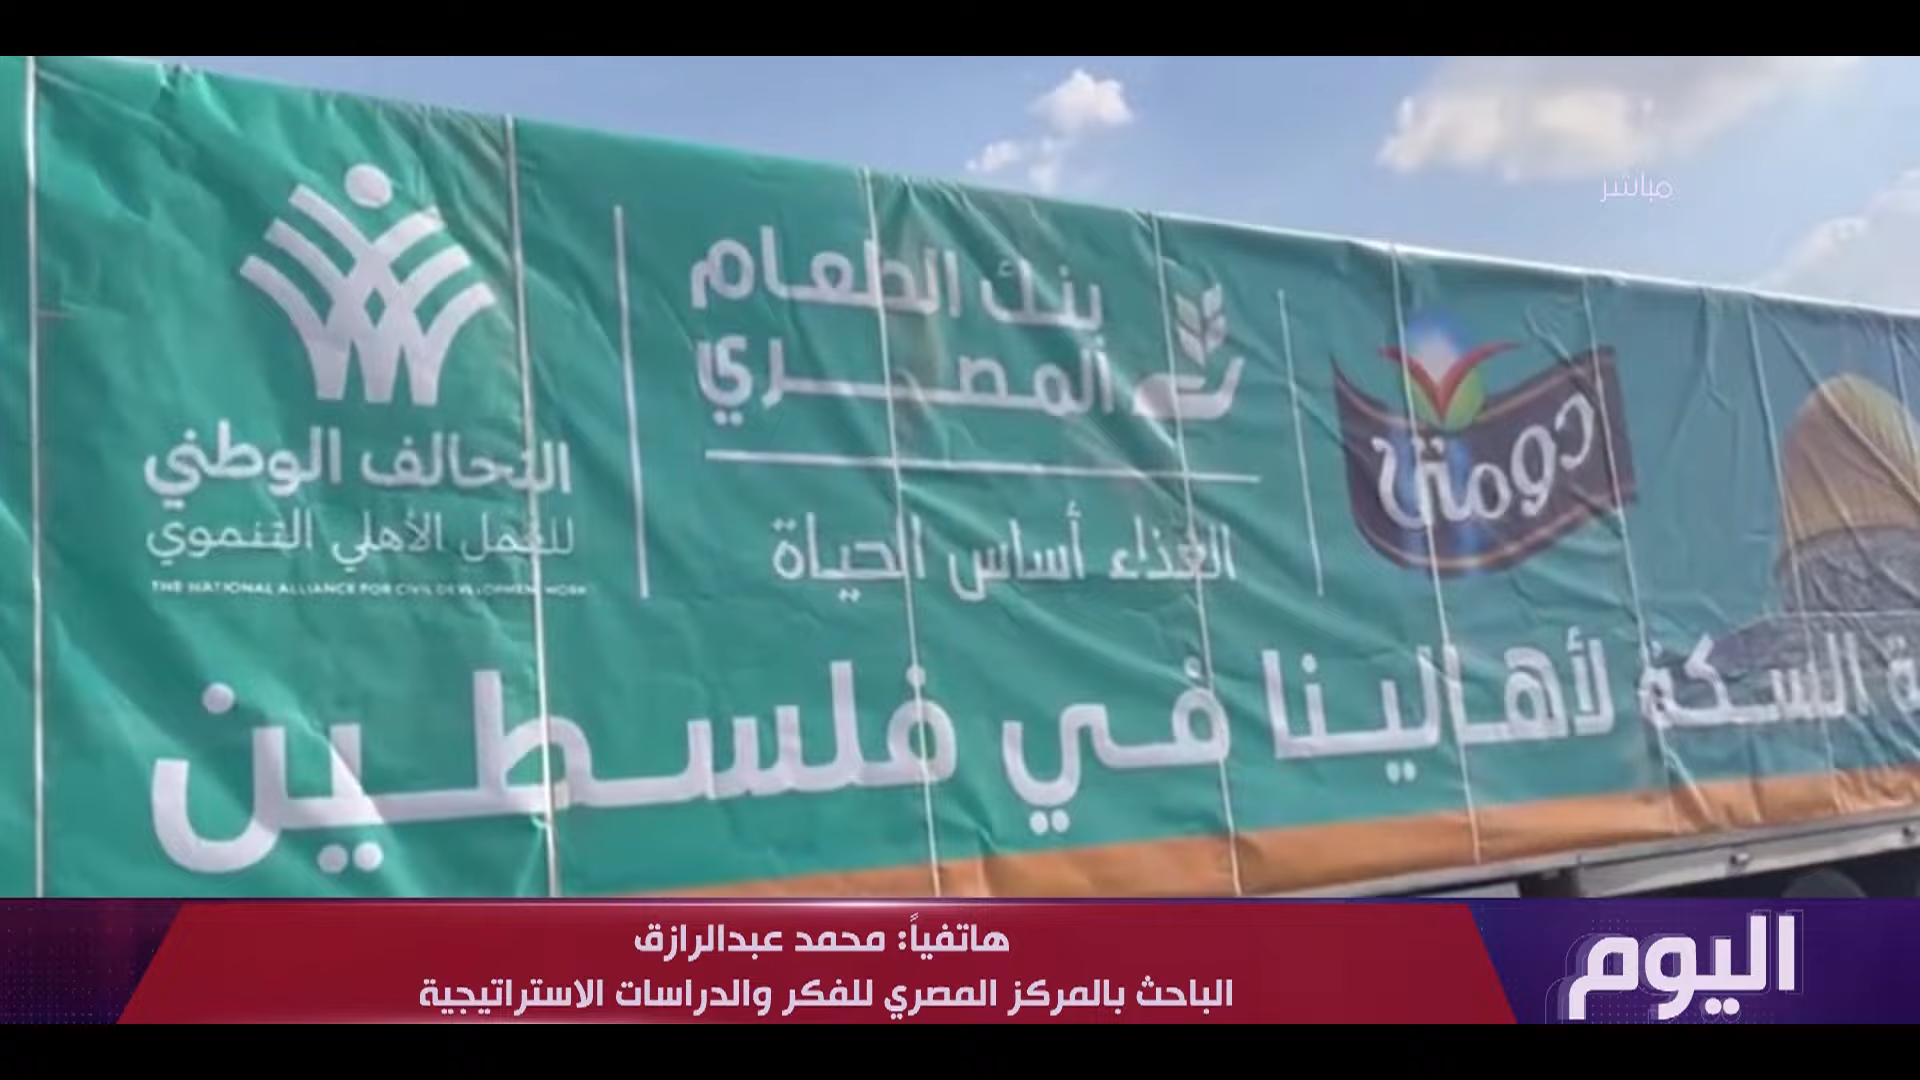 مباشر
التحالف الوطني
للعمل الأهلي التنموي
THE NATIONAL ALLIANCE FOR CIVIL DEVELOPMENT WORK
بنك الطعام
المصري
الغذاء أساس الحياة
السكة لأهالينا في فلسطين
هاتفياً: محمد عبدالرازق
الباحث بالمركز المصري للفكر والدراسات الاستراتيجية
اليوم